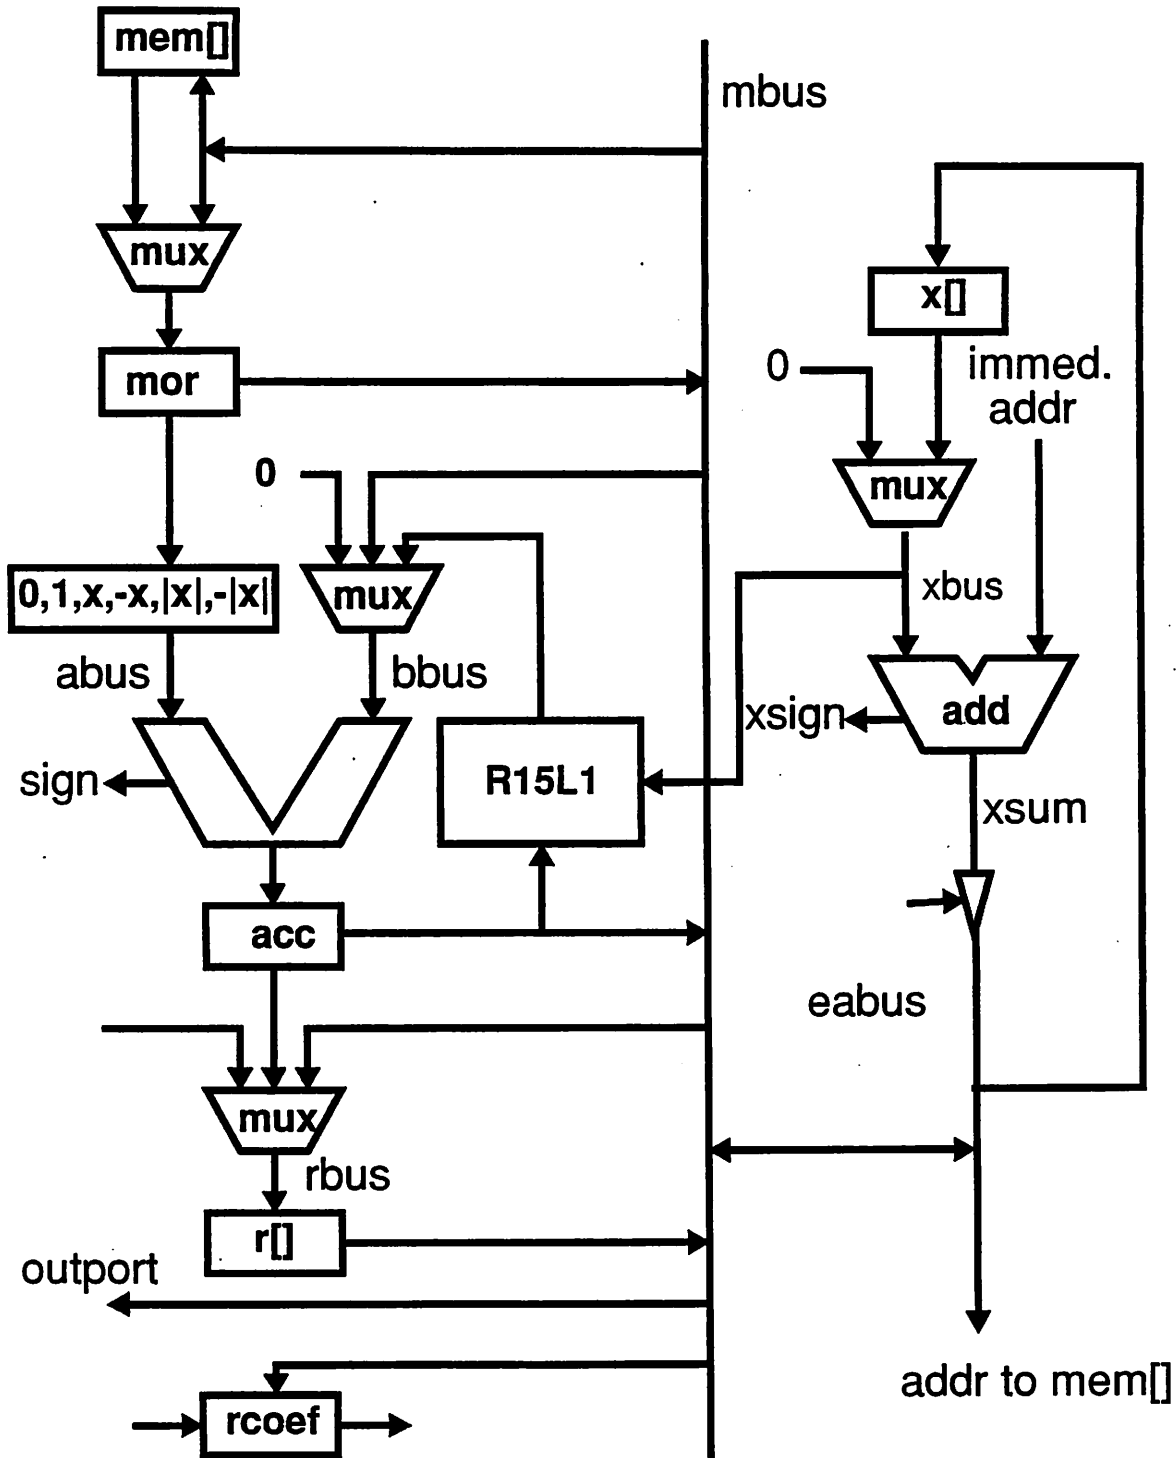 mem[]
mbus
mux
x[]
mor
0
immed.
addr
0
mux
0,1,x,-x,|x|,-|x|
mux
xbus
abus
bbus
xsign
add
sign
R15L1
xsum
acc
eabus
mux
rbus
r[]
outport
addr to mem[]
rcoef